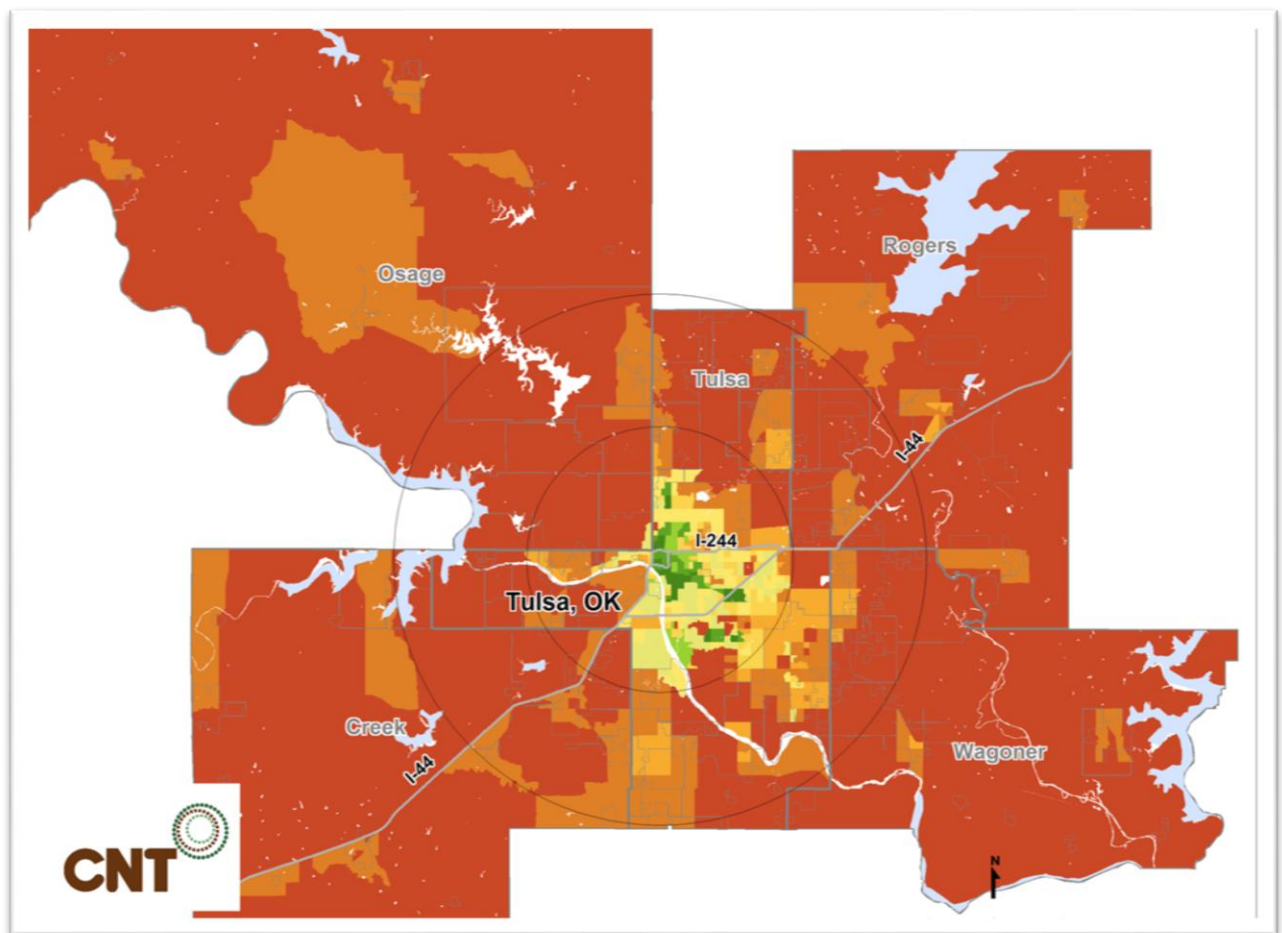 Rogers
Osage
Tulsa
I-44
I-244
Tulsa, OK
Creek
Wagoner
I-44
CNT
N